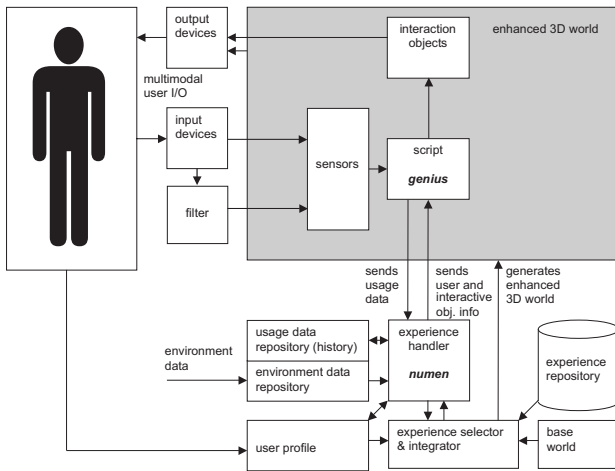 output
devices
multimodal
user I/O
input
devices
filter
sensors
interaction
objects
enhanced 3D world
script
genius
sends
usage
data
sends
user and
interactive
obj. info
generates
enhanced
3D world
environment
data
usage data
repository (history)
environment data
repository
experience
handler
numen
experience
repository
user profile
experience selector
& integrator
base
world